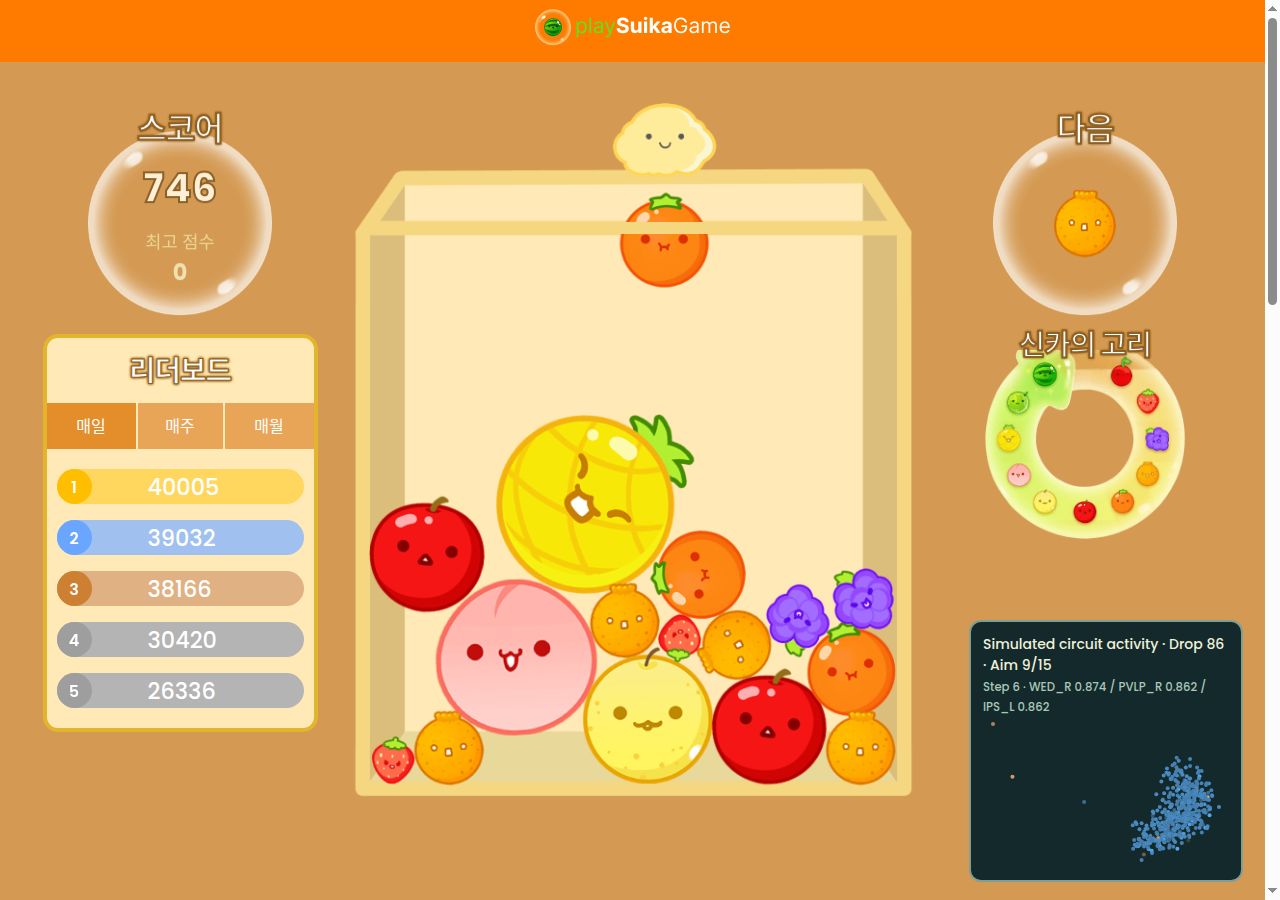 playSuikaGame
스코어
746
최고 점수
0
다음
리더보드
매일 매주 매월
1 40005
2 39032
3 38166
4 30420
5 26336
신카의 고리
Simulated circuit activity · Drop 86
· Aim 9/15
Step 6 · WED_R 0.874 / PVLP_R 0.862 /
IPS_L 0.862